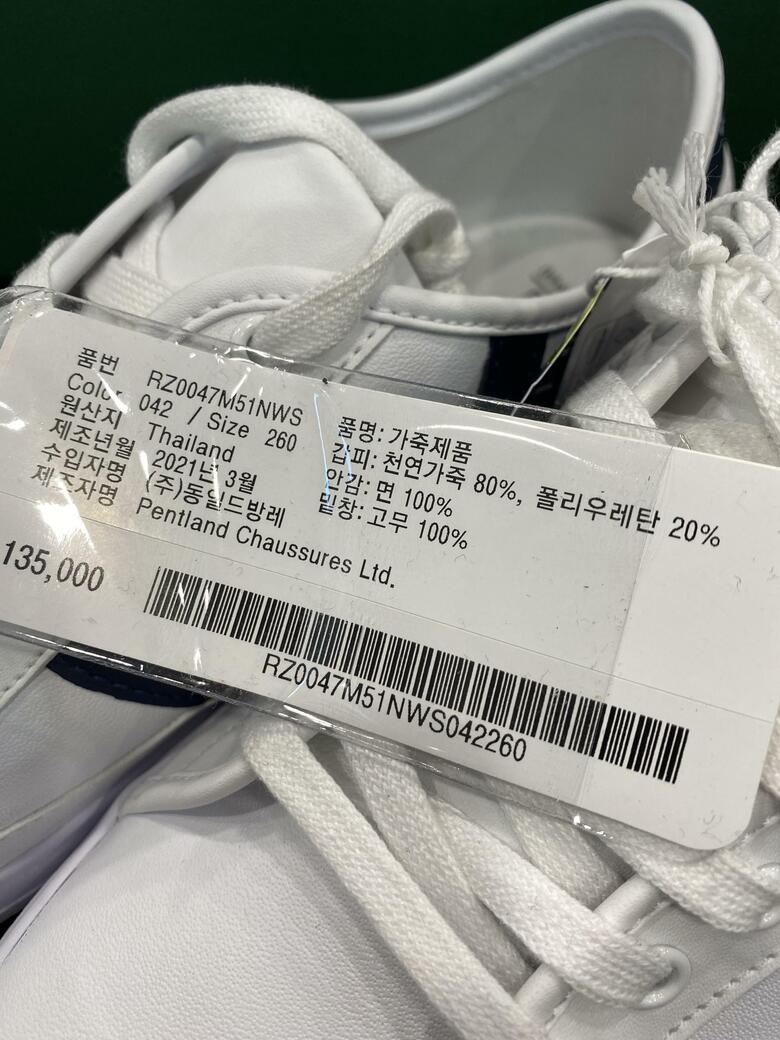 품번 RZ0047M51NWS
Color 042 / Size 260
원산지 Thailand
제조년월 2021년 3월
수입자명 (주)동일드방레
제조자명 Pentland Chaussures Ltd.
품명: 가죽제품
갑피: 천연가죽 80%, 폴리우레탄 20%
안감: 면 100%
밑창: 고무 100%
135,000
RZ0047M51NWS042260